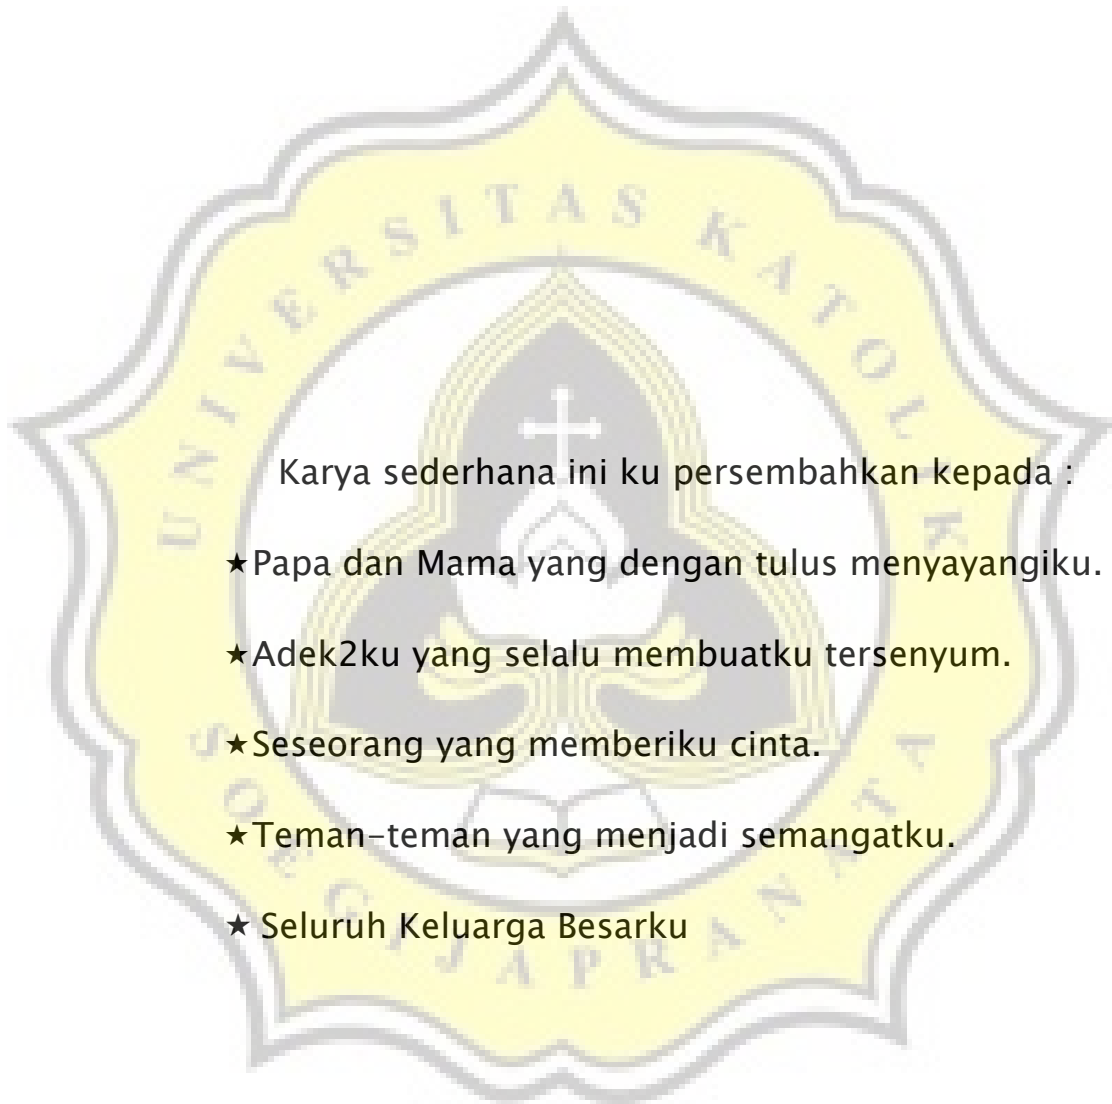 UNIVERSITAS KATOLIK
SOEGIJAPRANATA
Karya sederhana ini ku persembahkan kepada :
★Papa dan Mama yang dengan tulus menyayangiku.
★Adek2ku yang selalu membuatku tersenyum.
★Seseorang yang memberiku cinta.
★Teman-teman yang menjadi semangatku.
★ Seluruh Keluarga Besarku